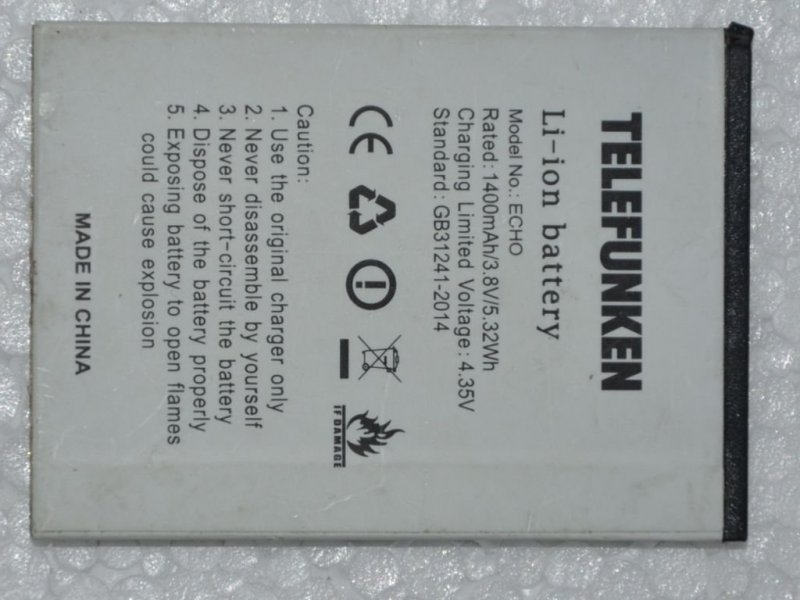 TELEFUNKEN
Li-ion battery
Model No.: ECHO
Rated: 1400mAh/3.8V/5.32Wh
Charging Limited Voltage: 4.35V
Standard: GB31241-2014
CE
IF DAMAGE
Caution:
1. Use the original charger only
2. Never disassemble by yourself
3. Never short-circuit the battery
4. Dispose of the battery properly
5. Exposing battery to open flames
could cause explosion
MADE IN CHINA